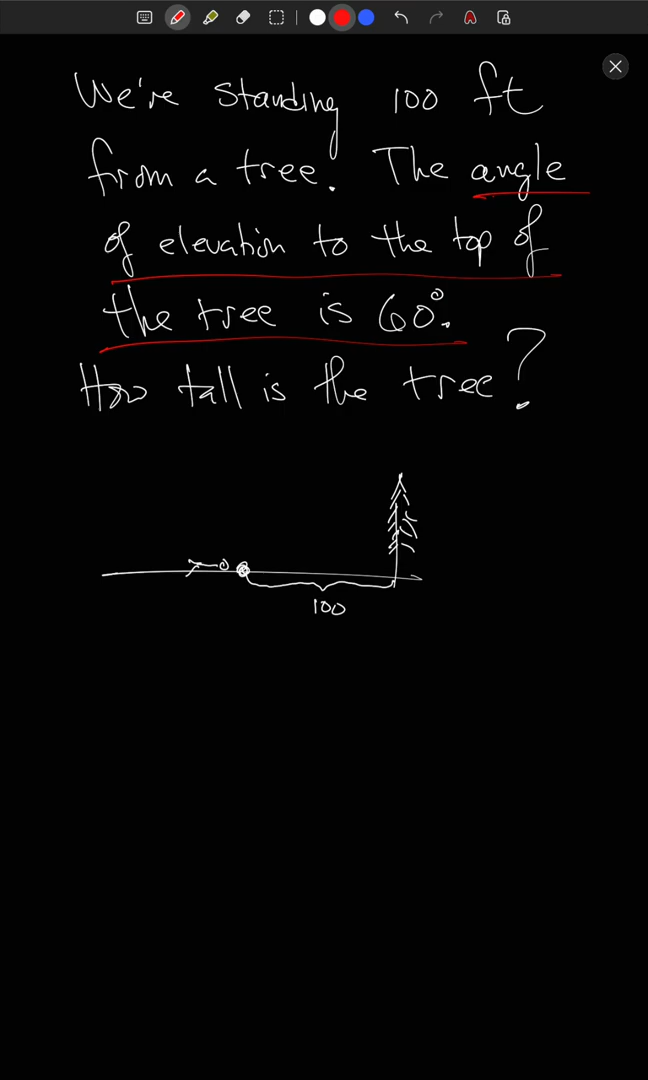 We're standing 100 ft
from a tree. The angle
of elevation to the top of
the tree is 60°.
How tall is the tree?
100